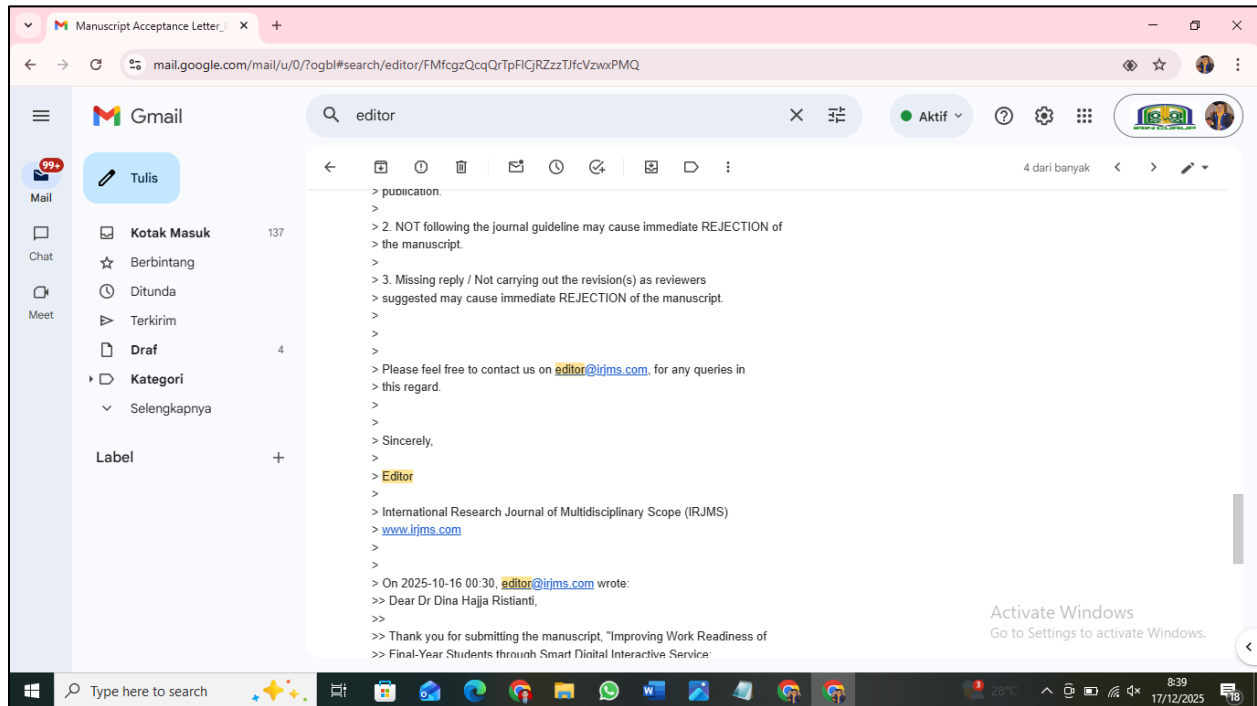 Manuscript Acceptance Letter_I
mail.google.com/mail/u/0/?ogbl#search/editor/FMfcgzQcqQrTpFlCjRZzzTJfcVzwxPMQ
Gmail
editor
Aktif
IAIN CURUP
99+
Mail
Chat
Meet
Tulis
Kotak Masuk 137
Berbintang
Ditunda
Terkirim
Draf 4
Kategori
Selengkapnya
Label
4 dari banyak
> publication.
>
> 2. NOT following the journal guideline may cause immediate REJECTION of
> the manuscript.
>
> 3. Missing reply / Not carrying out the revision(s) as reviewers
> suggested may cause immediate REJECTION of the manuscript.
>
>
>
> Please feel free to contact us on editor@irjms.com, for any queries in
> this regard.
>
>
> Sincerely,
>
> Editor
>
> International Research Journal of Multidisciplinary Scope (IRJMS)
> www.irjms.com
>
>
> On 2025-10-16 00:30, editor@irjms.com wrote:
>> Dear Dr Dina Hajja Ristianti,
>>
>> Thank you for submitting the manuscript, "Improving Work Readiness of
>> Final-Year Students through Smart Digital Interactive Service:
Activate Windows
Go to Settings to activate Windows.
Type here to search
3
28°C
8:39
17/12/2025
18